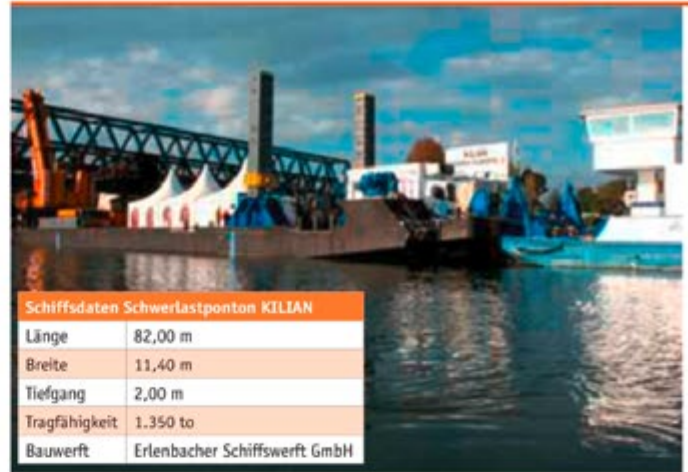 KILIAN
Schiffsdaten Schwerlastponton KILIAN
Länge 82,00 m
Breite 11,40 m
Tiefgang 2,00 m
Tragfähigkeit 1.350 to
Bauwerft Erlenbacher Schiffswerft GmbH